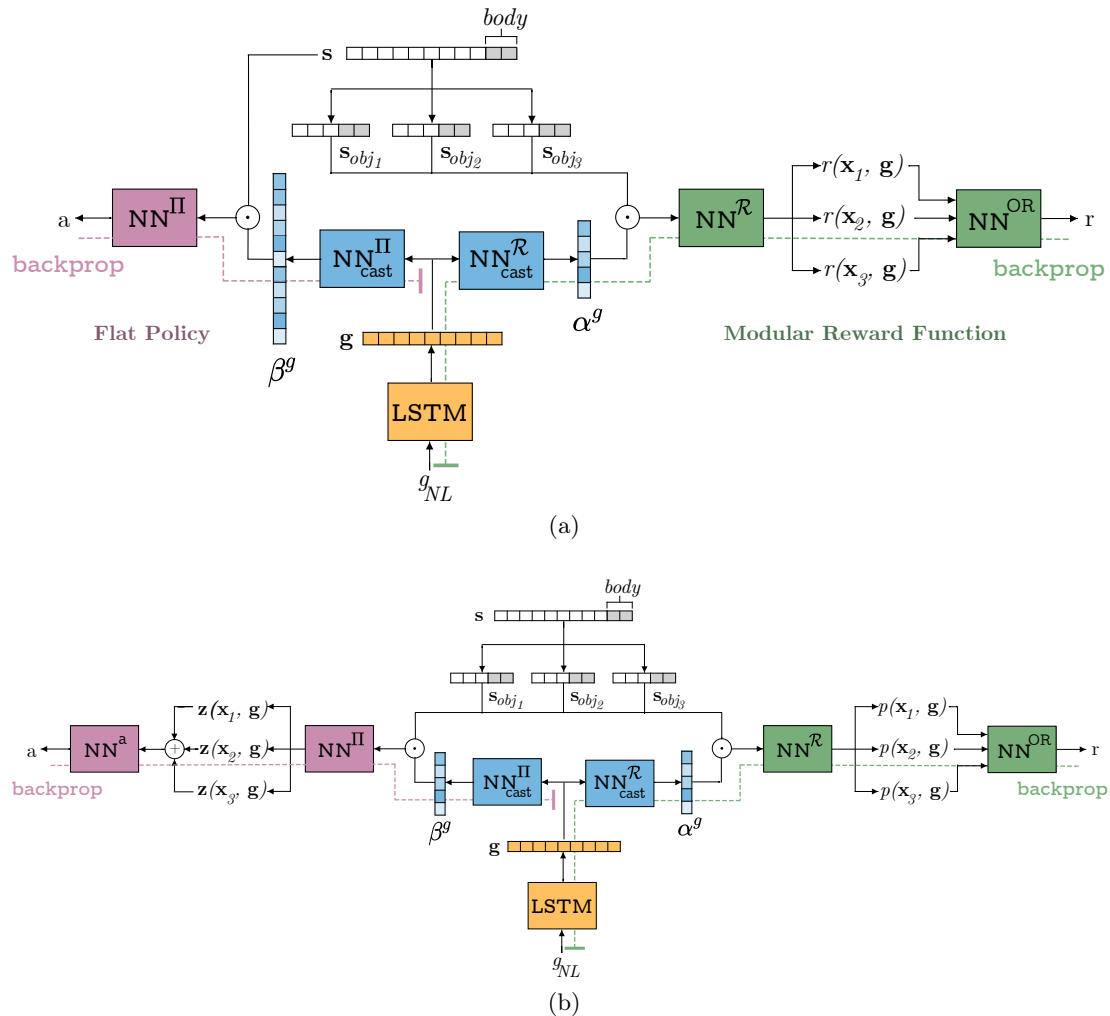 body
s
s_obj1 s_obj2 s_obj3
a NN^Π β^g NN^Π_cast NN^R_cast α^g NN^R r(x_1, g) r(x_2, g) r(x_3, g) NN^OR r
backprop backprop
Flat Policy g Modular Reward Function
LSTM
g_NL
(a)
body
s
s_obj1 s_obj2 s_obj3
a NN^a z(x_1, g) + z(x_2, g) z(x_3, g) NN^Π NN^R p(x_1, g) p(x_2, g) p(x_3, g) NN^OR r
backprop β^g NN^Π_cast NN^R_cast α^g backprop
g
LSTM
g_NL
(b)